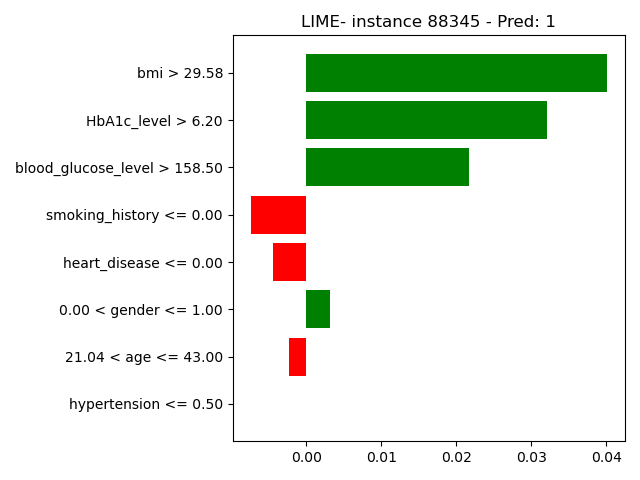 LIME- instance 88345 - Pred: 1
bmi > 29.58
HbA1c_level > 6.20
blood_glucose_level > 158.50
smoking_history <= 0.00
heart_disease <= 0.00
0.00 < gender <= 1.00
21.04 < age <= 43.00
hypertension <= 0.50
0.00 0.01 0.02 0.03 0.04